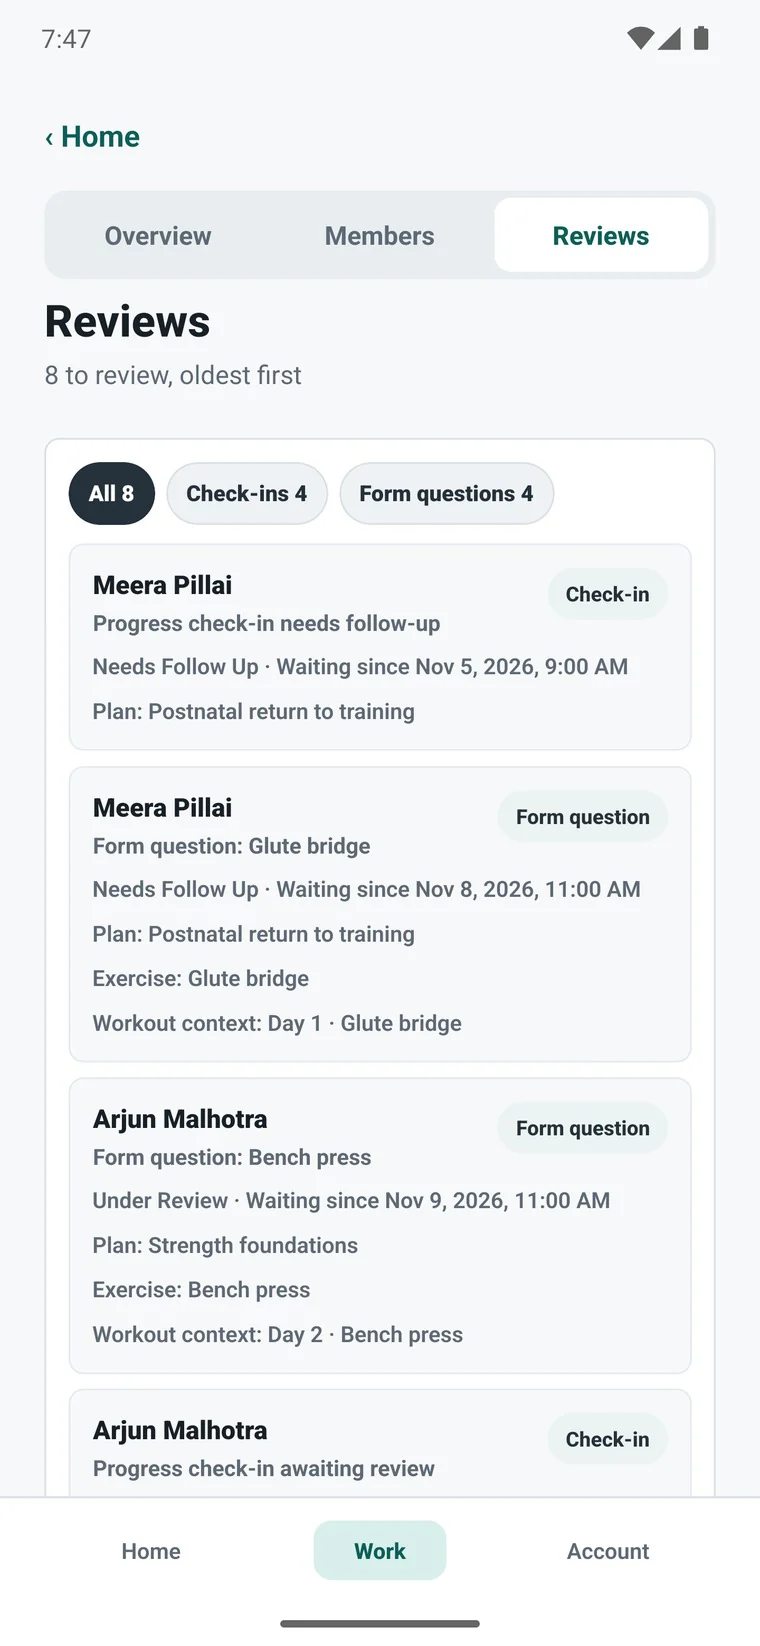 7:47
‹ Home
Overview
Members
Reviews
Reviews
8 to review, oldest first
All 8
Check-ins 4
Form questions 4
Meera Pillai
Check-in
Progress check-in needs follow-up
Needs Follow Up · Waiting since Nov 5, 2026, 9:00 AM
Plan: Postnatal return to training
Meera Pillai
Form question
Form question: Glute bridge
Needs Follow Up · Waiting since Nov 8, 2026, 11:00 AM
Plan: Postnatal return to training
Exercise: Glute bridge
Workout context: Day 1 · Glute bridge
Arjun Malhotra
Form question
Form question: Bench press
Under Review · Waiting since Nov 9, 2026, 11:00 AM
Plan: Strength foundations
Exercise: Bench press
Workout context: Day 2 · Bench press
Arjun Malhotra
Check-in
Progress check-in awaiting review
Home
Work
Account